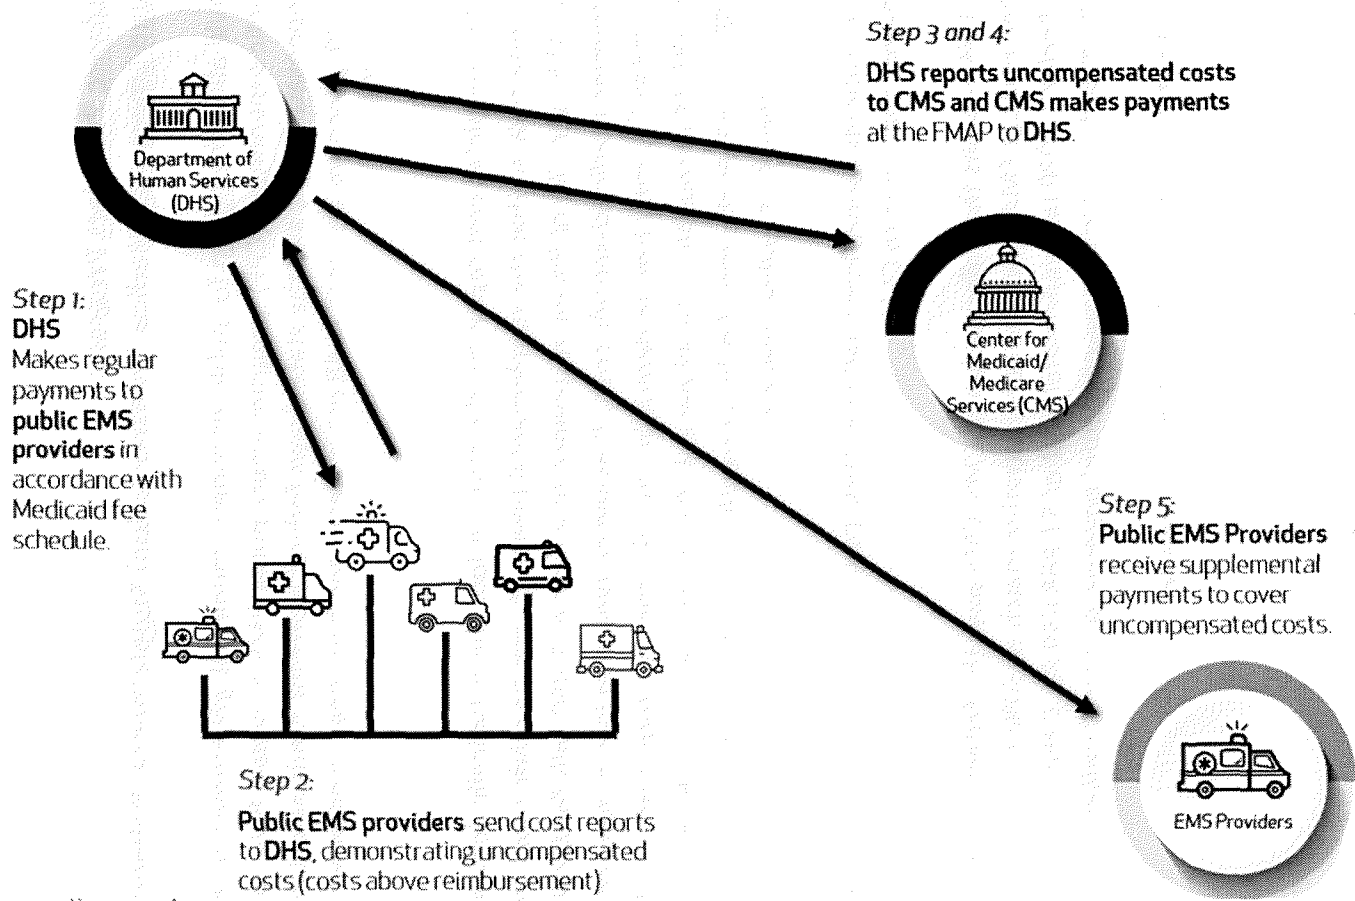 Step 3 and 4:
DHS reports uncompensated costs
to CMS and CMS makes payments
at the FMAP to DHS.
Department of
Human Services
(DHS)
Center for
Medicaid/
Medicare
Services (CMS)
Step 1:
DHS
Makes regular
payments to
public EMS
providers in
accordance with
Medicaid fee
schedule.
Step 5:
Public EMS Providers
receive supplemental
payments to cover
uncompensated costs.
EMS Providers
Step 2:
Public EMS providers send cost reports
to DHS, demonstrating uncompensated
costs (costs above reimbursement)